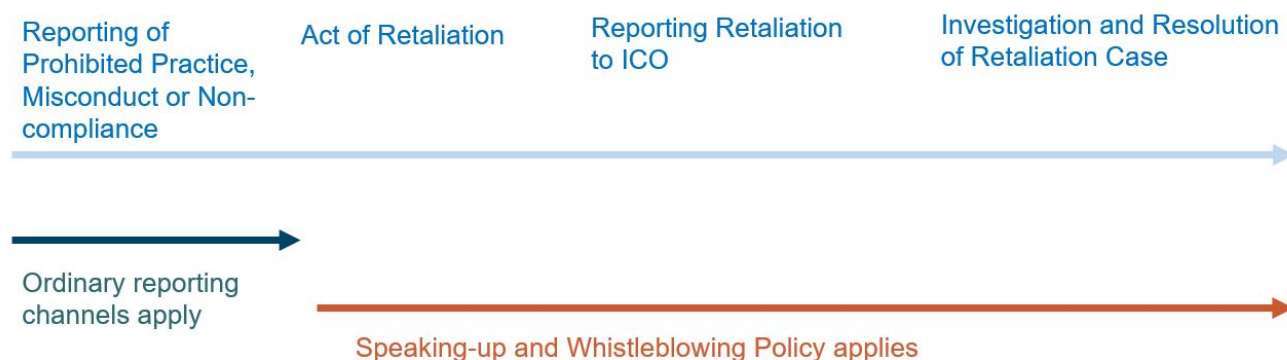 Reporting of
Prohibited Practice,
Misconduct or Non-
compliance
Act of Retaliation
Reporting Retaliation
to ICO
Investigation and Resolution
of Retaliation Case
Ordinary reporting
channels apply
Speaking-up and Whistleblowing Policy applies